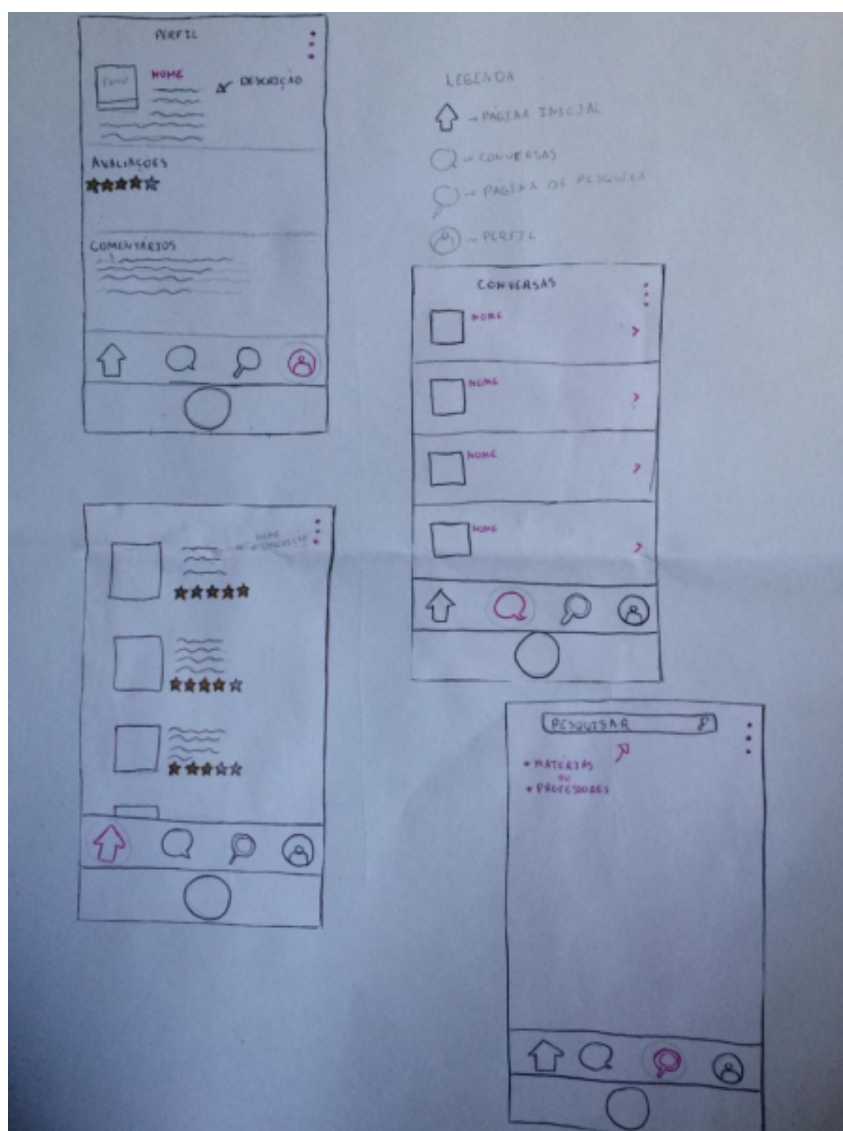 PERFIL
FOTO
NOME
DESCRIÇÃO
AVALIAÇÕES
COMENTÁRIOS
LEGENDA
→ PÁGINA INICIAL
→ CONVERSAS
→ PÁGINA DE PESQUISA
→ PERFIL
CONVERSAS
NOME
NOME
NOME
NOME
NOME
DESCRIÇÃO
PESQUISAR
* MATÉRIAS
OU
* PROFESSORES